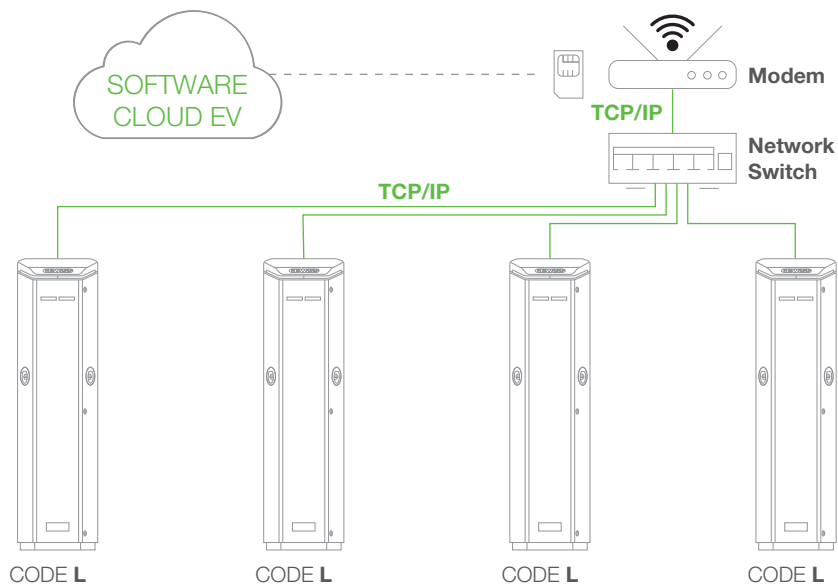 SOFTWARE
CLOUD EV
Modem
TCP/IP
Network
Switch
TCP/IP
CODE L
CODE L
CODE L
CODE L